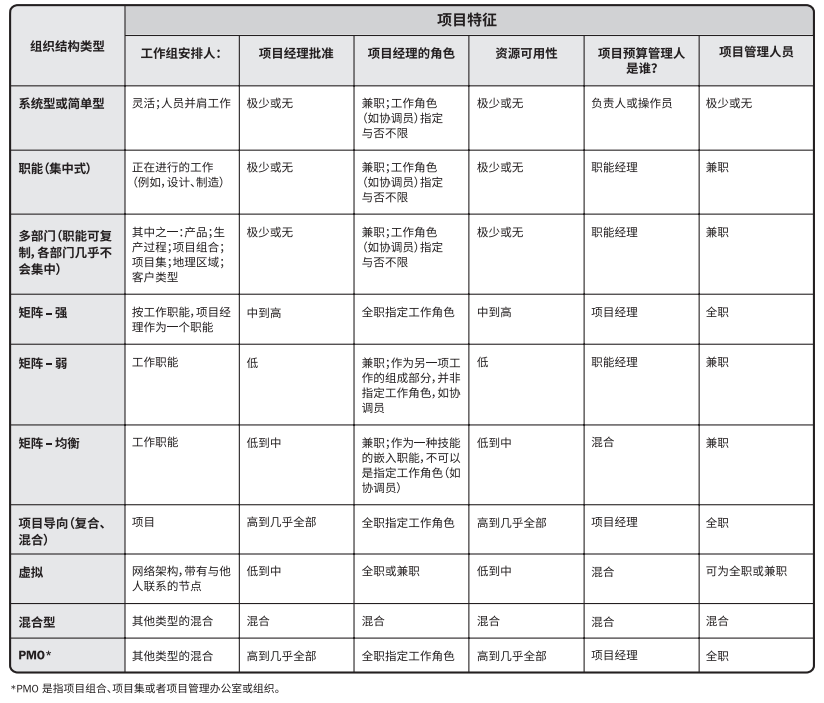 项目特征
组织结构类型
工作组安排人：
项目经理批准
项目经理的角色
资源可用性
项目预算管理人
是谁？
项目管理人员
系统型或简单型
灵活；人员并肩工作
极少或无
兼职；工作角色
（如协调员）指定
与否不限
极少或无
负责人或操作员
极少或无
职能（集中式）
正在进行的工作
（例如，设计、制造）
极少或无
兼职；工作角色
（如协调员）指定
与否不限
极少或无
职能经理
兼职
多部门（职能可复
制，各部门几乎不
会集中）
其中之一：产品；生
产过程；项目组合；
项目集；地理区域；
客户类型
极少或无
兼职；工作角色
（如协调员）指定
与否不限
极少或无
职能经理
兼职
矩阵 – 强
按工作职能，项目经
理作为一个职能
中到高
全职指定工作角色
中到高
项目经理
全职
矩阵 – 弱
工作职能
低
兼职；作为另一项工
作的组成部分，并非
指定工作角色，如协
调员
低
职能经理
兼职
矩阵 – 均衡
工作职能
低到中
兼职；作为一种技能
的嵌入职能，不可以
是指定工作角色（如
协调员）
低到中
混合
兼职
项目导向（复合、
混合）
项目
高到几乎全部
全职指定工作角色
高到几乎全部
项目经理
全职
虚拟
网络架构，带有与他
人联系的节点
低到中
全职或兼职
低到中
混合
可为全职或兼职
混合型
其他类型的混合
混合
混合
混合
混合
混合
PMO*
其他类型的混合
高到几乎全部
全职指定工作角色
高到几乎全部
项目经理
全职
*PMO 是指项目组合、项目集或者项目管理办公室或组织。